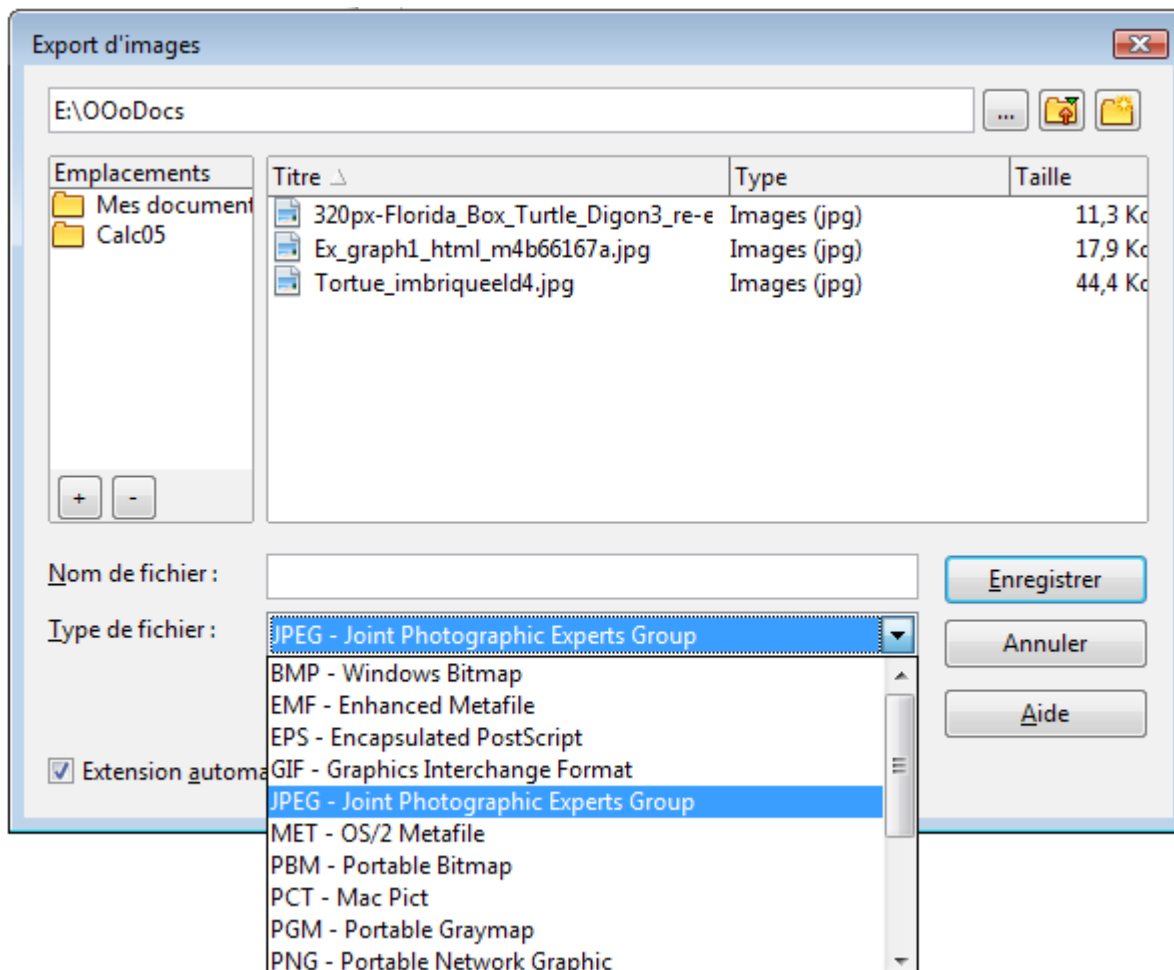 Export d'images
E:\OOoDocs
...
Emplacements
Mes document
Calc05
Titre Type Taille
320px-Florida_Box_Turtle_Digon3_re-e Images (jpg) 11,3 Ko
Ex_graph1_html_m4b66167a.jpg Images (jpg) 17,9 Ko
Tortue_imbriqueeld4.jpg Images (jpg) 44,4 Ko
+ -
Nom de fichier :
Enregistrer
Type de fichier :
JPEG - Joint Photographic Experts Group
Annuler
BMP - Windows Bitmap
EMF - Enhanced Metafile
Aide
EPS - Encapsulated PostScript
Extension automa
GIF - Graphics Interchange Format
JPEG - Joint Photographic Experts Group
MET - OS/2 Metafile
PBM - Portable Bitmap
PCT - Mac Pict
PGM - Portable Graymap
PNG - Portable Network Graphic